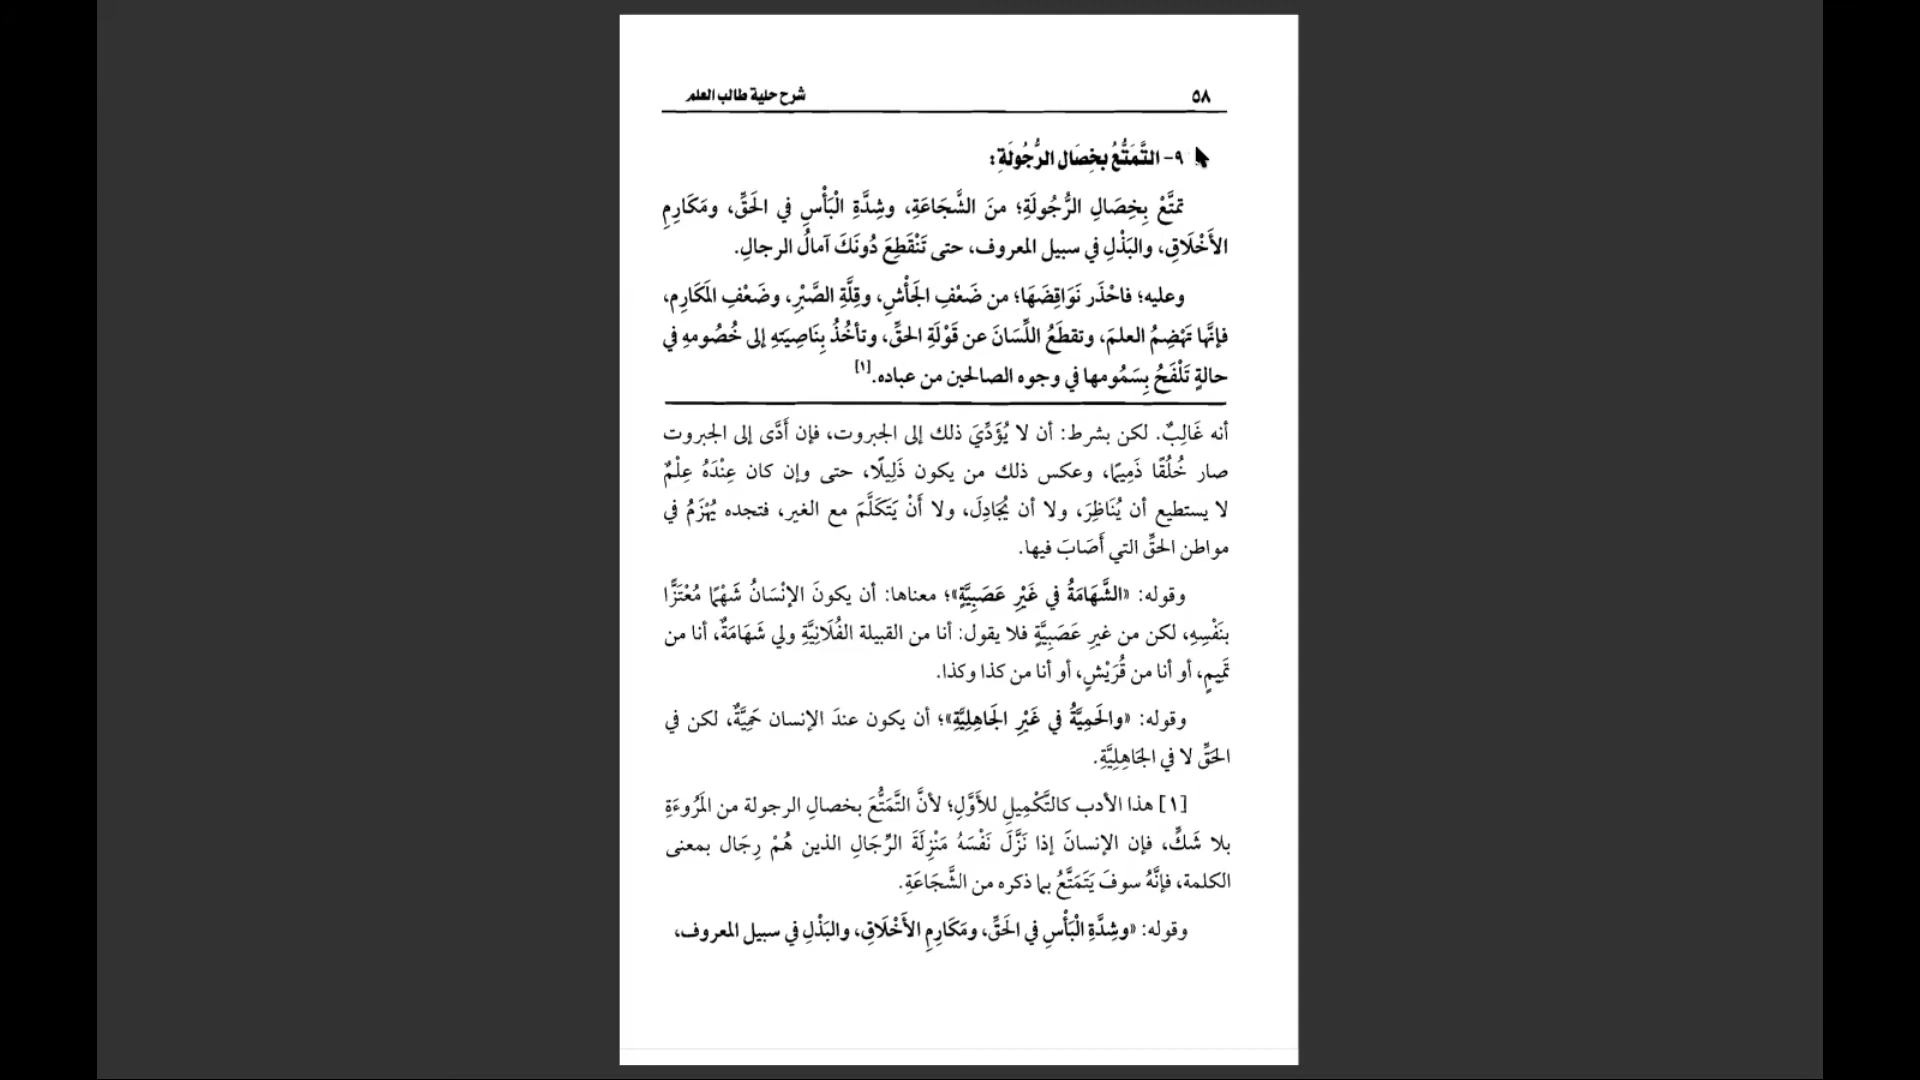 ٥٨
شرح حلية طالب العلم
٩- التَّمَتُّعُ بخِصَال الرُّجُولَةِ:
تمتَّعْ بِخِصَالِ الرُّجُولَةِ؛ منَ الشَّجَاعَةِ، وشِدَّةِ الْبَأْسِ في الحَقِّ، ومَكَارِمِ
الأَخْلَاقِ، والبَذْلِ في سبيل المعروف، حتى تَنْقَطِعَ دُونَكَ آمالُ الرجالِ.
وعليه؛ فاحْذَر نَوَاقِضَهَا؛ من ضَعْفِ الجَأْشِ، وقِلَّةِ الصَّبْرِ، وضَعْفِ المَكَارِم،
فإنَّها تَهْضِمُ العلمَ، وتقطَعُ اللِّسَانَ عن قَوْلَةِ الحقِّ، وتأخُذُ بِنَاصِيَتهِ إلى خُصُومهِ في
حالةٍ تَلْفَحُ بِسَمُومها في وجوه الصالحين من عباده.[١]
أنه غَالِبٌ. لكن بشرط: أن لا يُؤَدِّيَ ذلك إلى الجبروت، فإن أَدَّى إلى الجبروت
صار خُلُقًا ذَمِيمًا، وعكس ذلك من يكون ذَلِيلًا، حتى وإن كان عِنْدَهُ عِلْمٌ
لا يستطيع أن يُنَاظِرَ، ولا أن يُجَادِلَ، ولا أَنْ يَتَكَلَّمَ مع الغير، فتجده يُهْزَمُ في
مواطن الحقِّ التي أَصَابَ فيها.
وقوله: «الشَّهَامَةُ في غَيْرِ عَصَبِيَّةٍ»؛ معناها: أن يكونَ الإنْسَانُ شَهْمًا مُعْتَزًّا
بنَفْسِهِ، لكن من غيرِ عَصَبِيَّةٍ فلا يقول: أنا من القبيلة الفُلَانِيَّةِ ولي شَهَامَةٌ، أنا من
تَمِيمٍ، أو أنا من قُرَيْشٍ، أو أنا من كذا وكذا.
وقوله: «والحَمِيَّةُ في غَيْرِ الجَاهِلِيَّةِ»؛ أن يكون عندَ الإنسان حَمِيَّةٌ، لكن في
الحَقِّ لا في الجَاهِلِيَّةِ.
[١] هذا الأدب كالتَّكْمِيلِ للأَوَّلِ؛ لأنَّ التَّمَتُّعَ بخصالِ الرجولة من المَرُوءَةِ
بلا شَكٍّ، فإن الإنسانَ إذا نَزَّلَ نَفْسَهُ مَنْزِلَةَ الرِّجَالِ الذين هُمْ رِجَال بمعنى
الكلمة، فإنَّهُ سوفَ يَتَمَتَّعُ بما ذكره من الشَّجَاعَةِ.
وقوله: «وشِدَّةِ الْبَأْسِ في الحَقِّ، ومَكَارِمِ الأَخْلَاقِ، والبَذْلِ في سبيل المعروف،